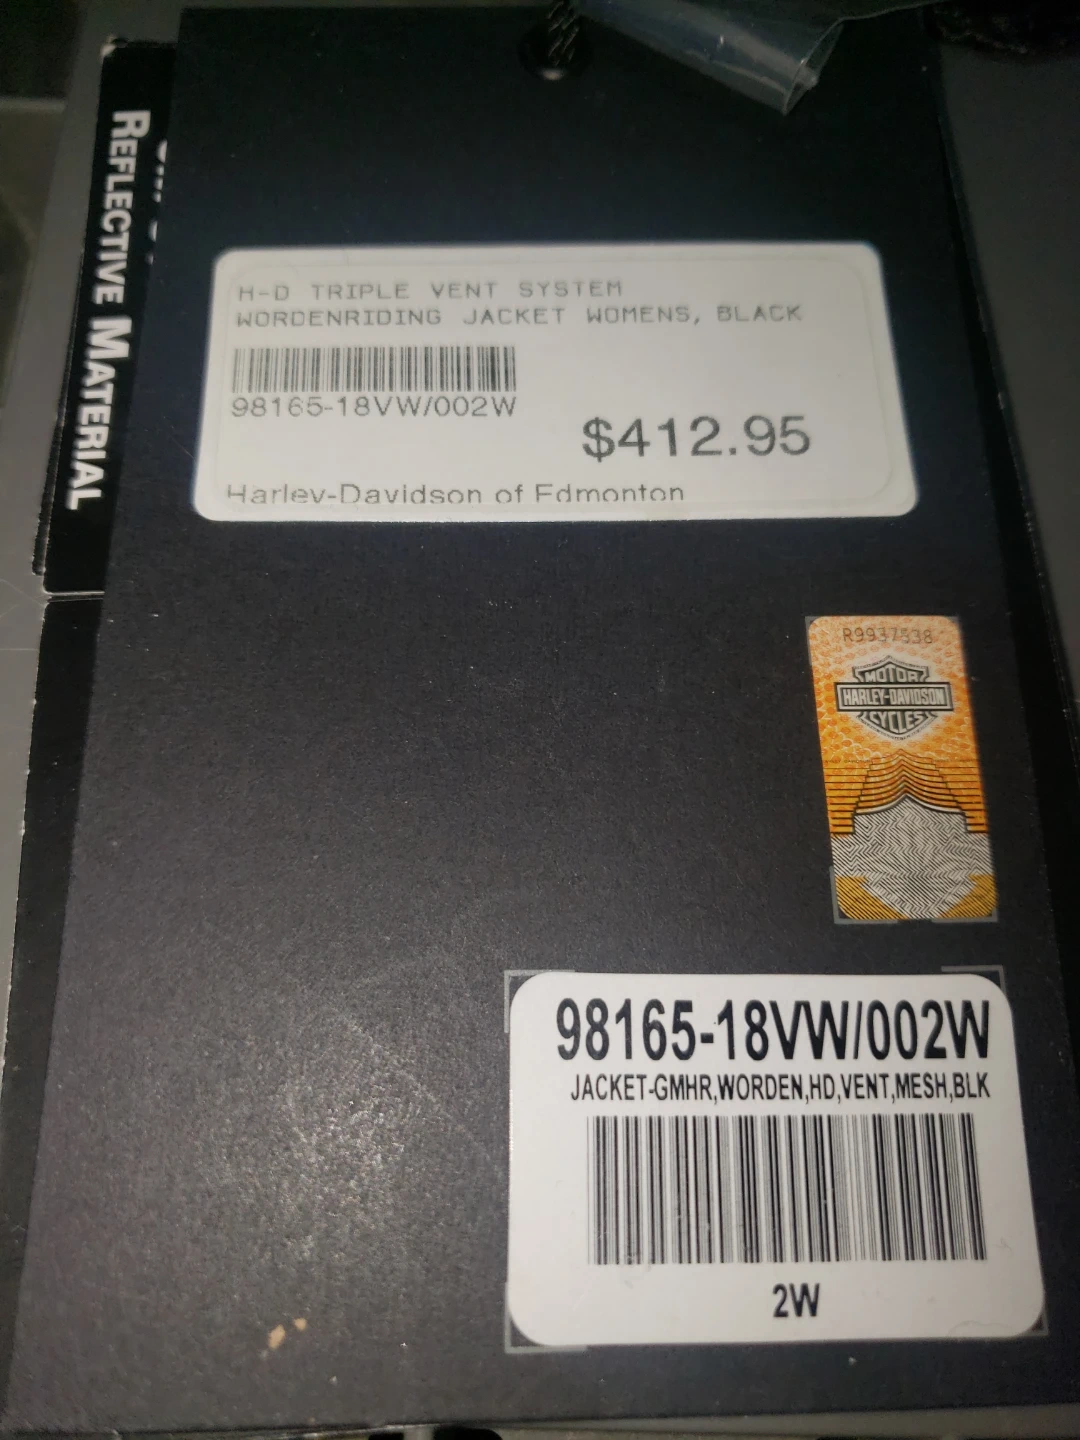 REFLECTIVE MATERIAL
H-D TRIPLE VENT SYSTEM
WORDENRIDING JACKET WOMENS, BLACK
98165-18VW/002W
$412.95
Harley-Davidson of Edmonton
R9937538
MOTOR
HARLEY-DAVIDSON
CYCLES
98165-18VW/002W
JACKET-GMHR,WORDEN,HD,VENT,MESH,BLK
2W